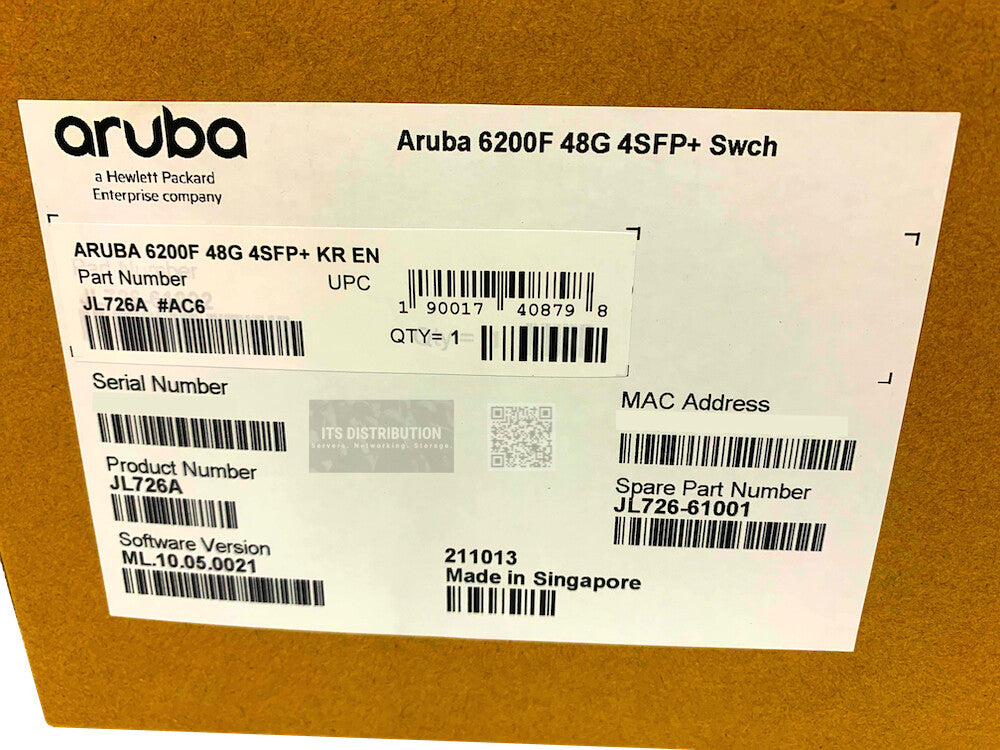 aruba
a Hewlett Packard
Enterprise company
Aruba 6200F 48G 4SFP+ Swch
ARUBA 6200F 48G 4SFP+ KR EN
Part Number
JL726A #AC6
UPC
1 90017 40879 8
QTY= 1
Serial Number
MAC Address
ITS DISTRIBUTION
Servers. Networking. Storage.
Product Number
JL726A
Spare Part Number
JL726-61001
Software Version
ML.10.05.0021
211013
Made in Singapore